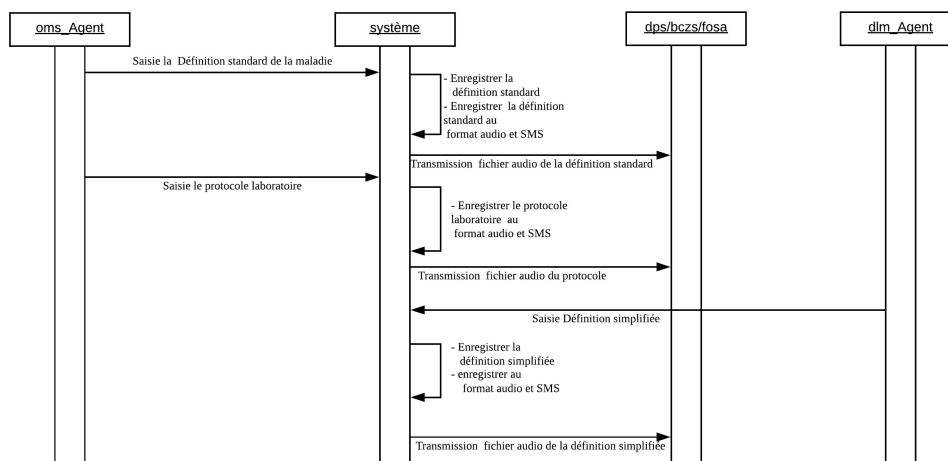 oms_Agent
système
dps/bczs/fosa
dlm_Agent
Saisie la Définition standard de la maladie
- Enregistrer la
définition standard
- Enregistrer la définition
standard au
format audio et SMS
Transmission fichier audio de la définition standard
Saisie le protocole laboratoire
- Enregistrer le protocole
laboratoire au
format audio et SMS
Transmission fichier audio du protocole
Saisie Définition simplifiée
- Enregistrer la
définition simplifiée
- enregistrer au
format audio et SMS
Transmission fichier audio de la définition simplifiée